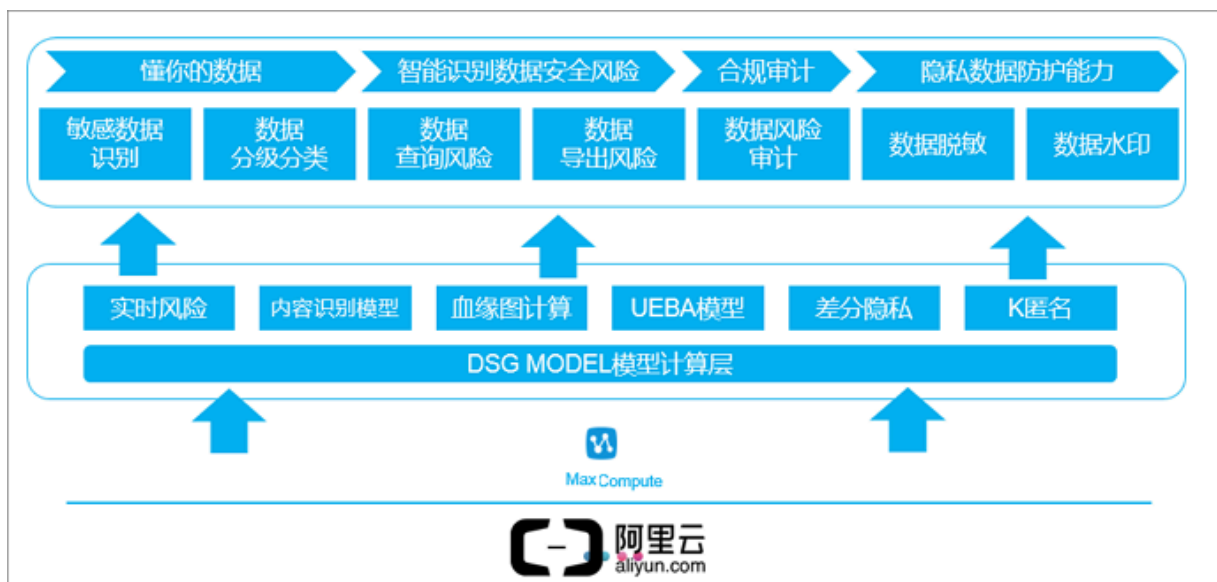 懂你的数据
智能识别数据安全风险
合规审计
隐私数据防护能力
敏感数据
识别
数据
分级分类
数据
查询风险
数据
导出风险
数据风险
审计
数据脱敏
数据水印
实时风险
内容识别模型
血缘图计算
UEBA模型
差分隐私
K匿名
DSG MODEL模型计算层
MaxCompute
阿里云
aliyun.com